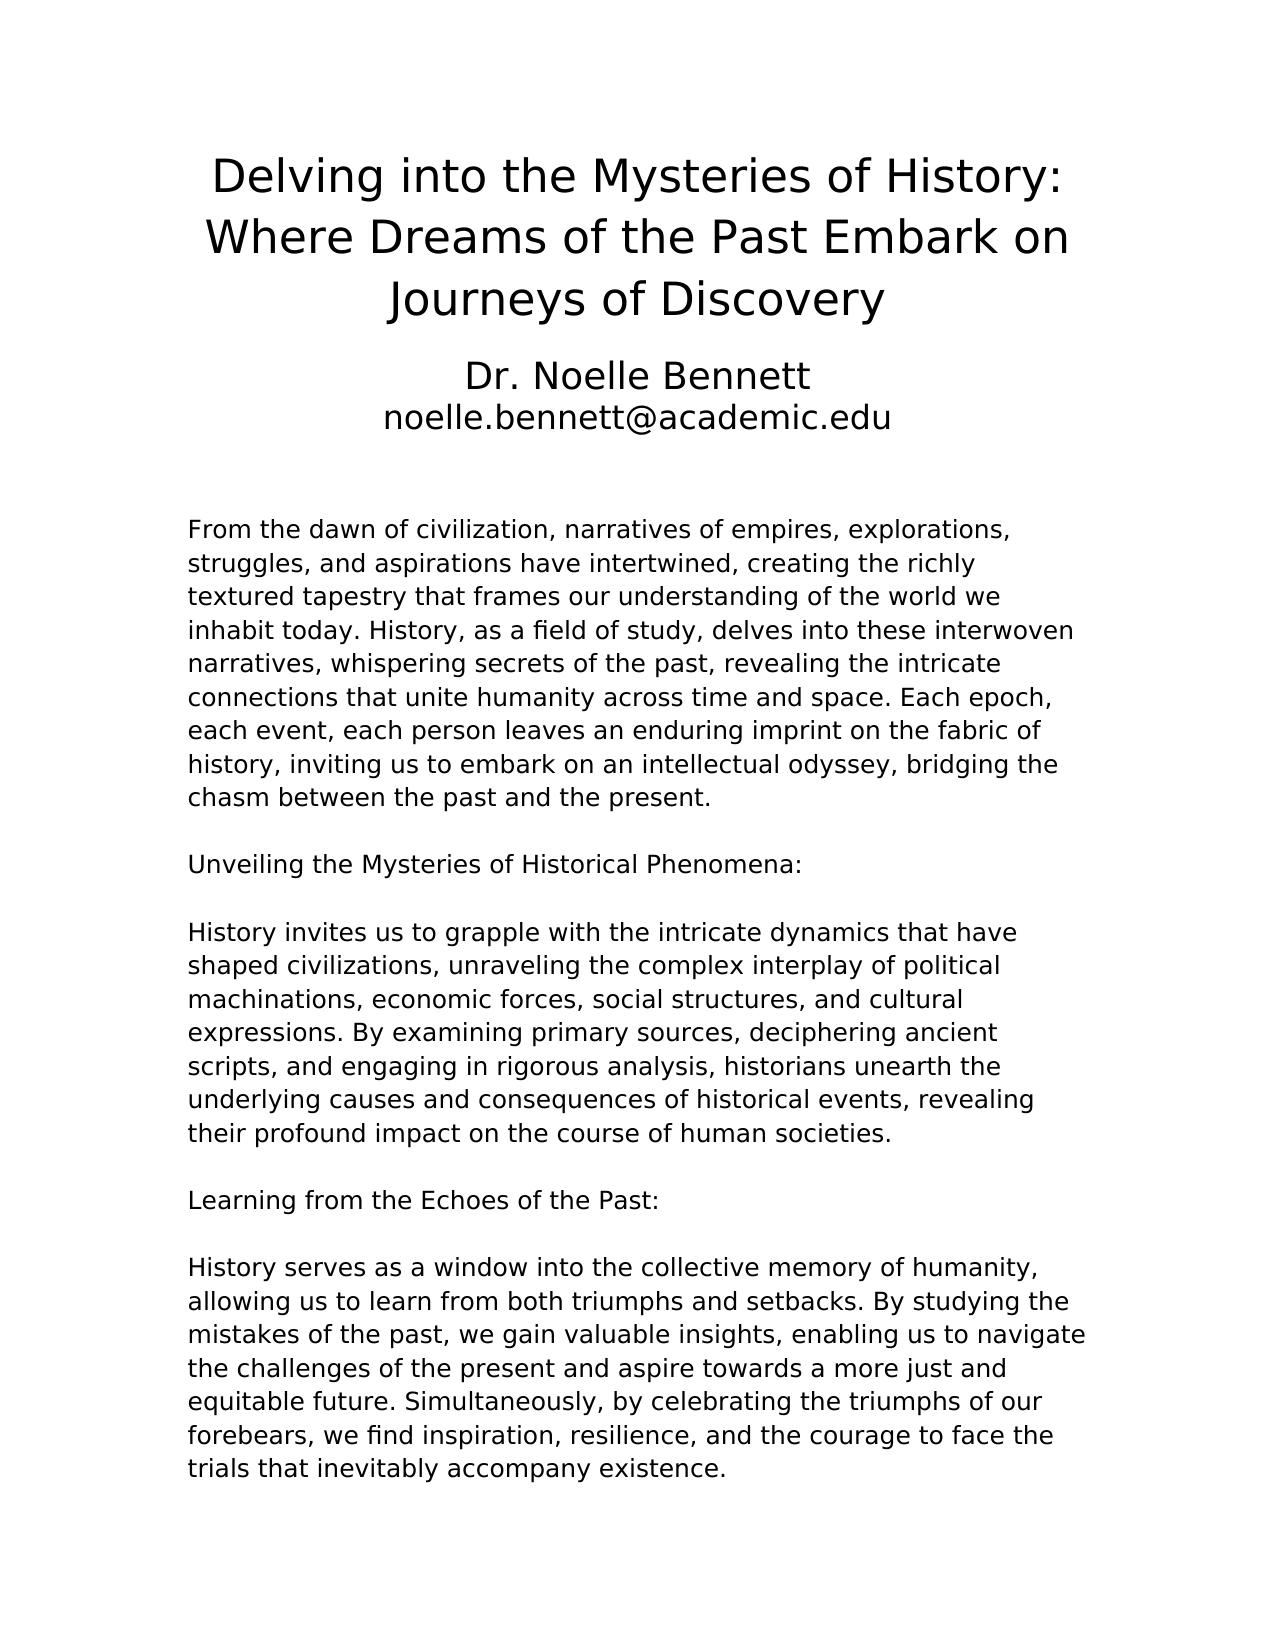 Delving into the Mysteries of History:
Where Dreams of the Past Embark on
Journeys of Discovery
Dr. Noelle Bennett
noelle.bennett@academic.edu
From the dawn of civilization, narratives of empires, explorations,
struggles, and aspirations have intertwined, creating the richly
textured tapestry that frames our understanding of the world we
inhabit today. History, as a field of study, delves into these interwoven
narratives, whispering secrets of the past, revealing the intricate
connections that unite humanity across time and space. Each epoch,
each event, each person leaves an enduring imprint on the fabric of
history, inviting us to embark on an intellectual odyssey, bridging the
chasm between the past and the present.
Unveiling the Mysteries of Historical Phenomena:
History invites us to grapple with the intricate dynamics that have
shaped civilizations, unraveling the complex interplay of political
machinations, economic forces, social structures, and cultural
expressions. By examining primary sources, deciphering ancient
scripts, and engaging in rigorous analysis, historians unearth the
underlying causes and consequences of historical events, revealing
their profound impact on the course of human societies.
Learning from the Echoes of the Past:
History serves as a window into the collective memory of humanity,
allowing us to learn from both triumphs and setbacks. By studying the
mistakes of the past, we gain valuable insights, enabling us to navigate
the challenges of the present and aspire towards a more just and
equitable future. Simultaneously, by celebrating the triumphs of our
forebears, we find inspiration, resilience, and the courage to face the
trials that inevitably accompany existence.